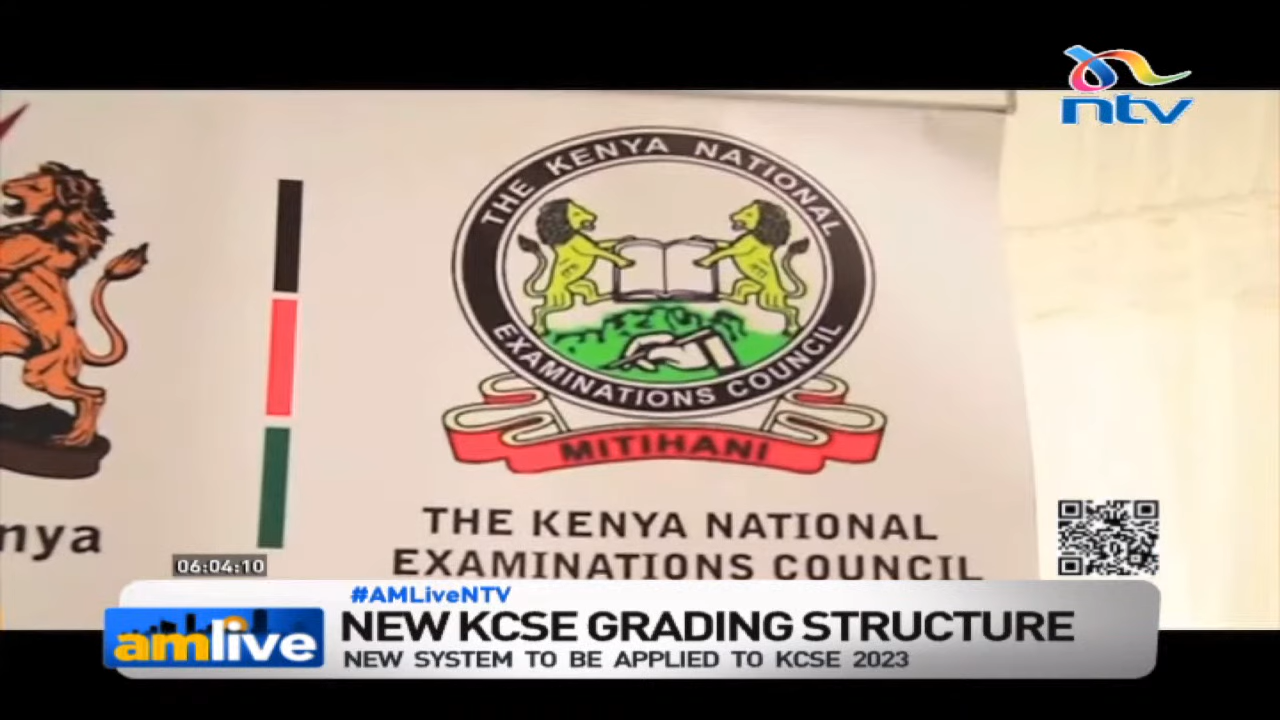 ntv
THE KENYA NATIONAL
EXAMINATIONS COUNCIL
MITIHANI
THE KENYA NATIONAL
EXAMINATIONS COUNCIL
nya
06:04:10
#AMLiveNTV
amlive
NEW KCSE GRADING STRUCTURE
NEW SYSTEM TO BE APPLIED TO KCSE 2023